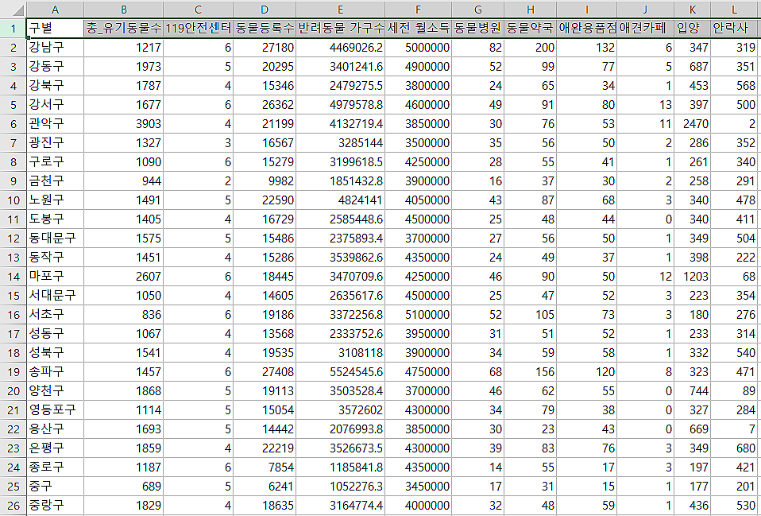 A B C D E F G H I J K L
1 구별 총_유기동물수 119안전센터 동물등록수 반려동물 가구수 세전 월소득 동물병원 동물약국 애완용품점 애견카페 입양 안락사
2 강남구 1217 6 27180 4469026.2 5000000 82 200 132 6 347 319
3 강동구 1973 5 20295 3401241.6 4900000 52 99 77 5 687 351
4 강북구 1787 4 15346 2479275.5 3800000 24 65 34 1 453 568
5 강서구 1677 6 26362 4979578.8 4600000 49 91 80 13 397 500
6 관악구 3903 4 21199 4132719.4 3850000 30 76 53 11 2470 2
7 광진구 1327 3 16567 3285144 3500000 35 56 50 2 286 352
8 구로구 1090 6 15279 3199618.5 4250000 28 55 41 1 261 340
9 금천구 944 2 9982 1851432.8 3900000 16 37 30 2 258 291
10 노원구 1491 5 22590 4824141 4050000 43 87 68 3 340 478
11 도봉구 1405 4 16729 2585448.6 4500000 25 48 44 0 340 411
12 동대문구 1575 5 15486 2375893.4 3700000 27 56 50 1 349 504
13 동작구 1451 4 15286 3539862.6 4350000 24 49 37 1 398 222
14 마포구 2607 6 18445 3470709.6 4250000 46 90 50 12 1203 68
15 서대문구 1050 4 14605 2635617.6 4500000 25 47 52 3 223 354
16 서초구 836 6 19186 3372256.8 5100000 52 105 73 3 180 276
17 성동구 1067 4 13568 2333752.6 3950000 31 51 52 1 233 314
18 성북구 1541 4 19535 3108118 3900000 34 59 58 1 332 540
19 송파구 1457 6 27408 5524545.6 4750000 68 156 120 8 323 471
20 양천구 1868 5 19113 3503528.4 3700000 46 62 55 0 744 89
21 영등포구 1114 5 15054 3572602 4300000 34 79 38 0 327 284
22 용산구 1693 5 14442 2076993.8 3850000 30 23 43 0 669 7
23 은평구 1859 4 22219 3526673.5 4300000 39 83 76 3 349 680
24 종로구 1187 6 7854 1185841.8 4350000 14 55 17 3 197 421
25 중구 689 5 6241 1052276.3 3450000 17 31 15 1 177 201
26 중랑구 1829 4 18635 3164774.4 4000000 32 48 59 1 436 530